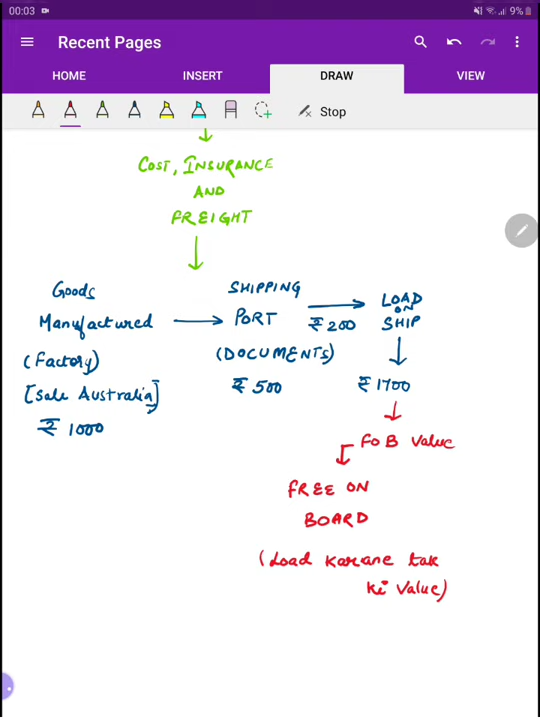 00:03
9%
Recent Pages
HOME INSERT DRAW VIEW
Stop
COST, INSURANCE
AND
FREIGHT
Goods
Manufactured
(Factory)
[Sale Australia]
₹ 1000
SHIPPING
PORT
(DOCUMENTS)
₹ 500
₹ 200
LOAD
ON
SHIP
₹ 1700
FOB Value
FREE ON
BOARD
(Load Karane tak
ki Value)